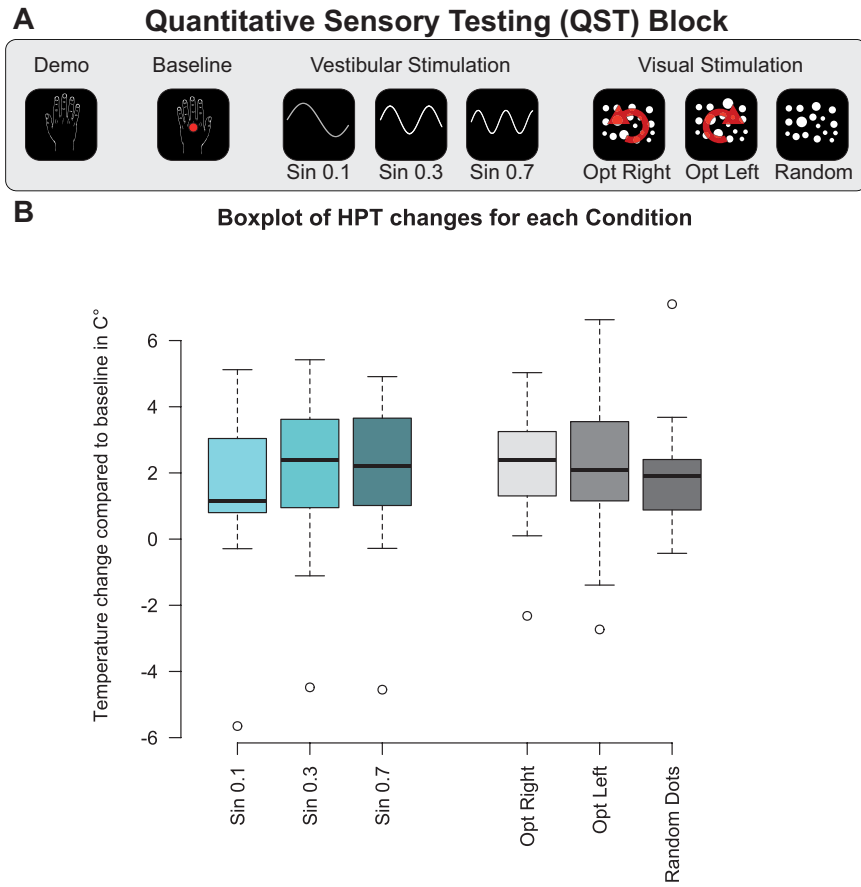 A
Quantitative Sensory Testing (QST) Block
Demo
Baseline
Vestibular Stimulation
Visual Stimulation
Sin 0.1
Sin 0.3
Sin 0.7
Opt Right
Opt Left
Random
B
Boxplot of HPT changes for each Condition
Temperature change compared to baseline in C°
6
4
2
0
-2
-4
-6
Sin 0.1
Sin 0.3
Sin 0.7
Opt Right
Opt Left
Random Dots